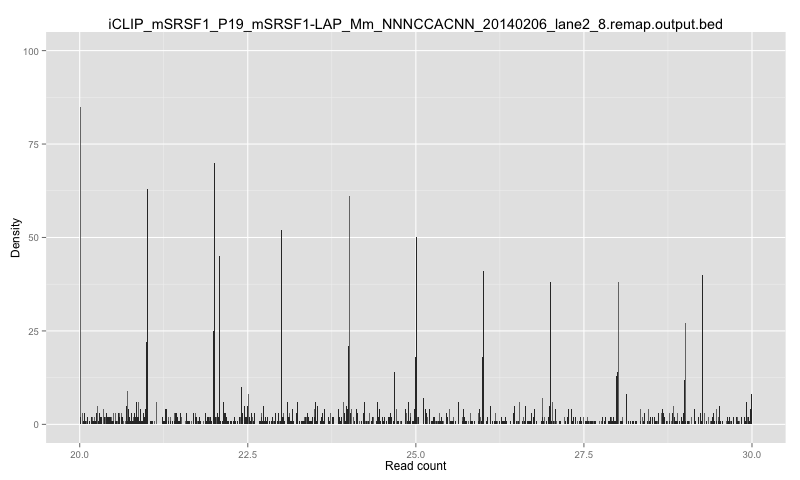 iCLIP_mSRSF1_P19_mSRSF1-LAP_Mm_NNNCCACNN_20140206_lane2_8.remap.output.bed
100
75
50
25
0
Density
20.0 22.5 25.0 27.5 30.0
Read count